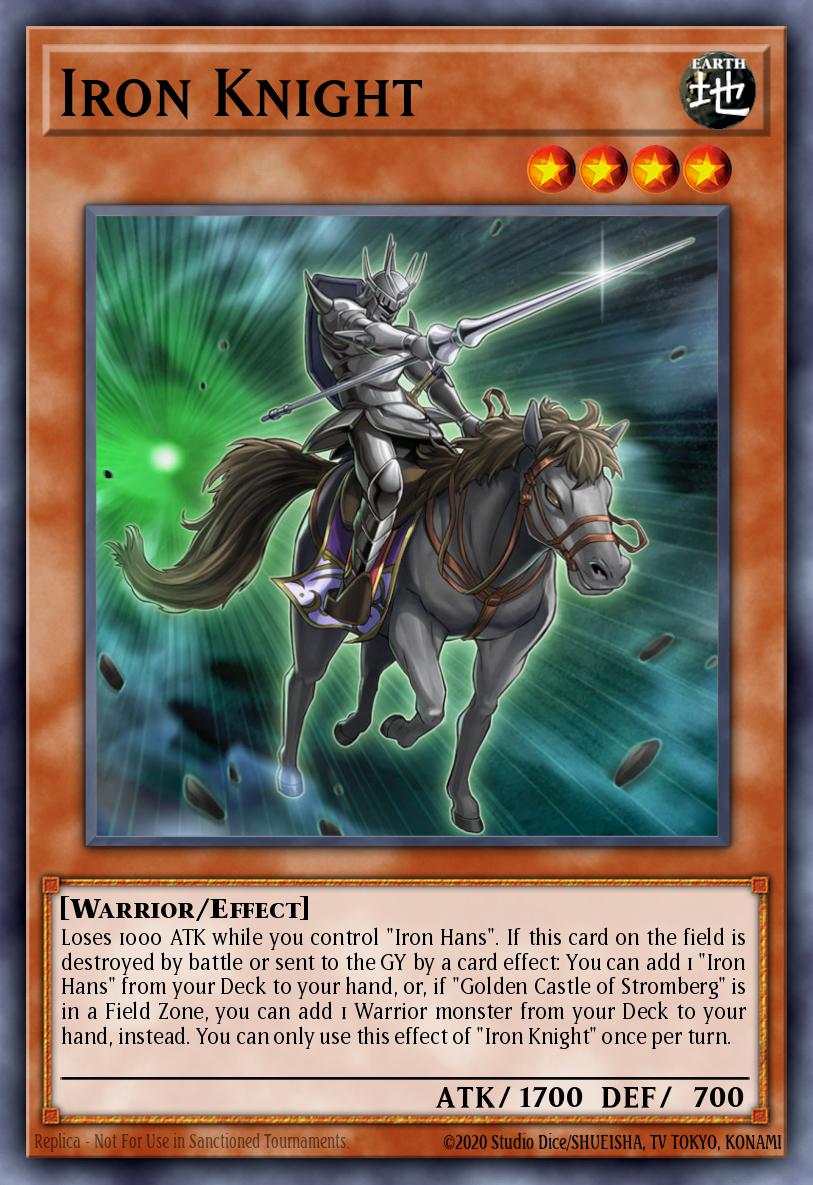 Iron Knight
EARTH
地
[Warrior/Effect]
Loses 1000 ATK while you control "Iron Hans". If this card on the field is
destroyed by battle or sent to the GY by a card effect: You can add 1 "Iron
Hans" from your Deck to your hand, or, if "Golden Castle of Stromberg" is
in a Field Zone, you can add 1 Warrior monster from your Deck to your
hand, instead. You can only use this effect of "Iron Knight" once per turn.
ATK/ 1700 DEF/ 700
Replica - Not For Use in Sanctioned Tournaments.
©2020 Studio Dice/SHUEISHA, TV TOKYO, KONAMI